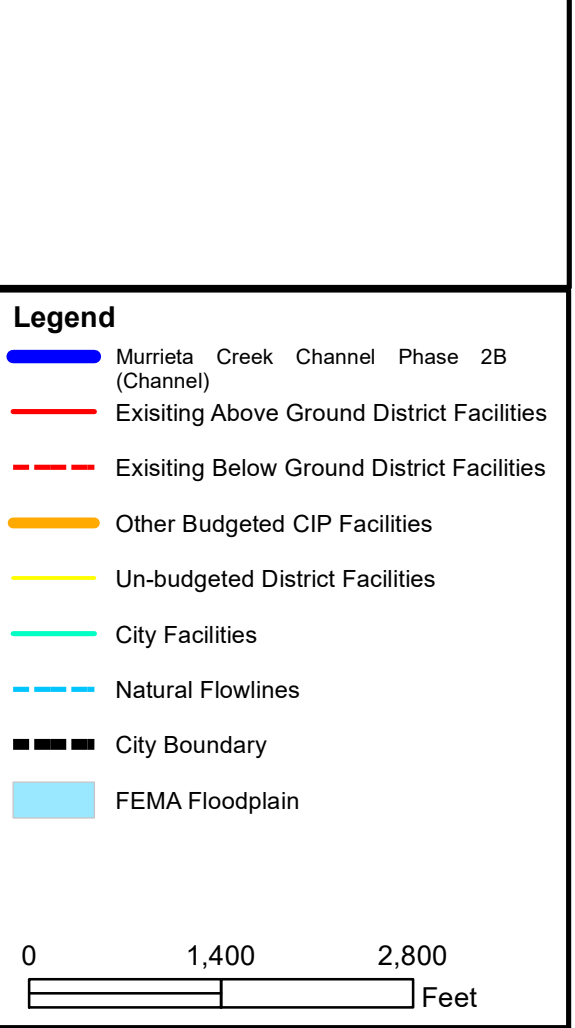 Legend
Murrieta Creek Channel Phase 2B
(Channel)
Exisiting Above Ground District Facilities
Exisiting Below Ground District Facilities
Other Budgeted CIP Facilities
Un-budgeted District Facilities
City Facilities
Natural Flowlines
City Boundary
FEMA Floodplain
0 1,400 2,800
Feet